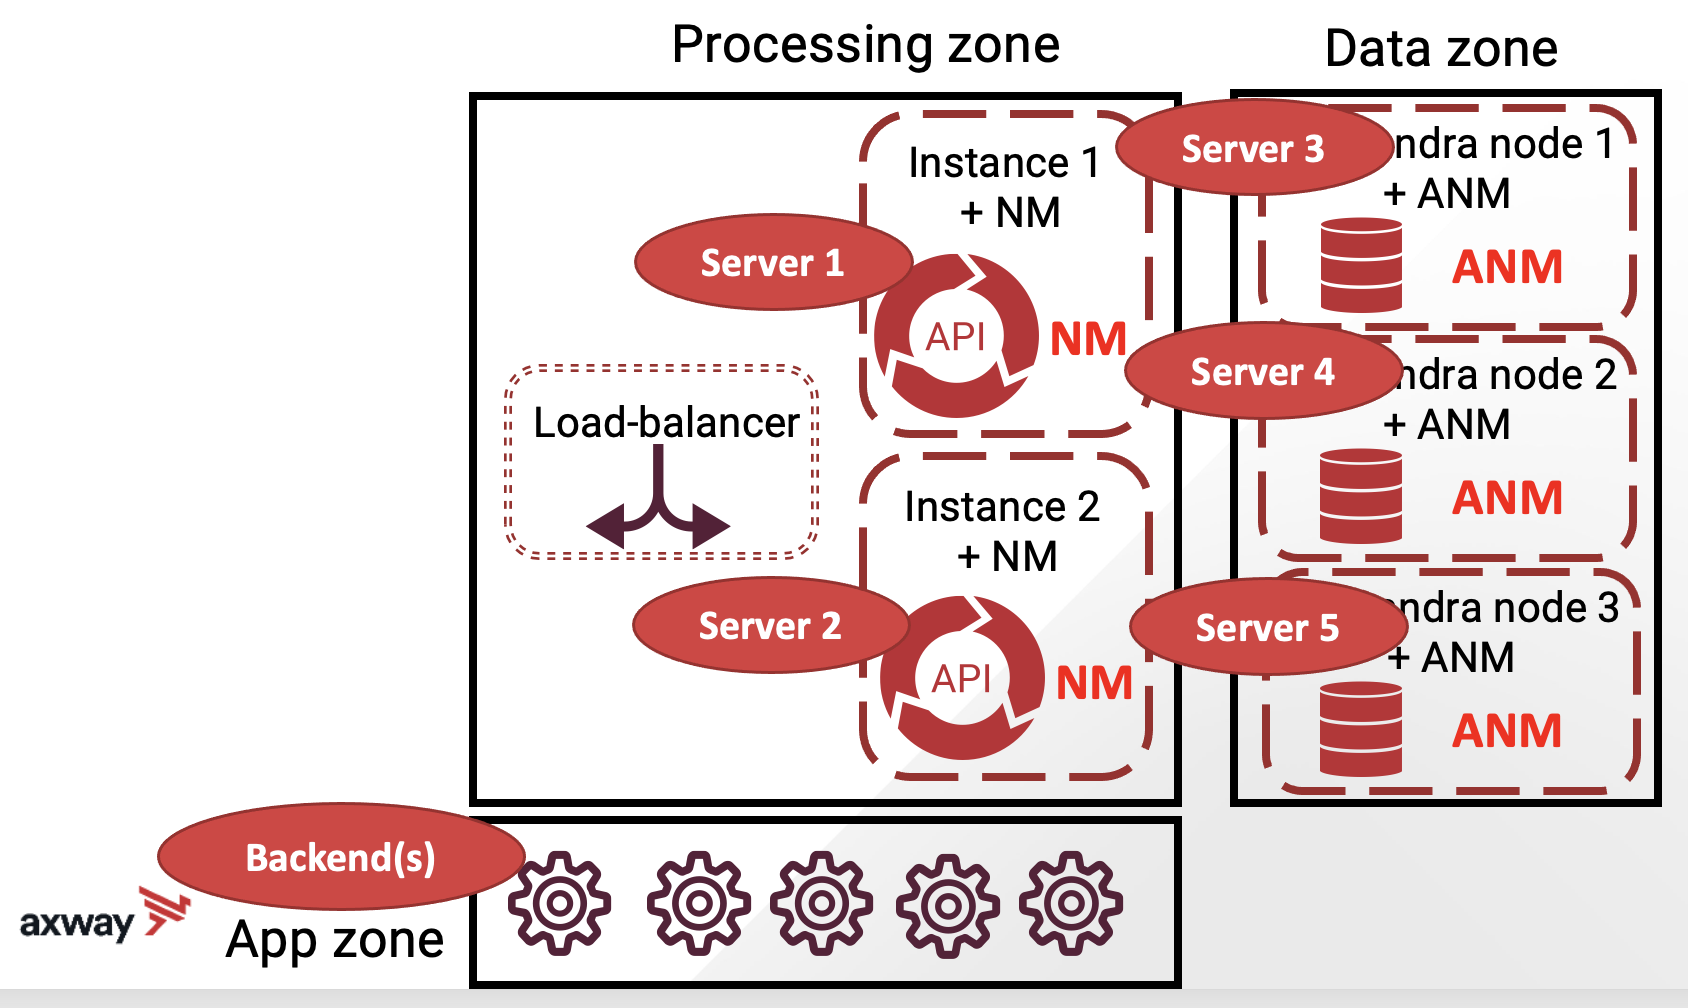 Processing zone
Data zone
Instance 1
+ NM
Server 1
API
NM
Load-balancer
Instance 2
+ NM
Server 2
API
NM
Server 3
ndra node 1
+ ANM
ANM
Server 4
ndra node 2
+ ANM
ANM
Server 5
ndra node 3
+ ANM
ANM
Backend(s)
App zone
axway